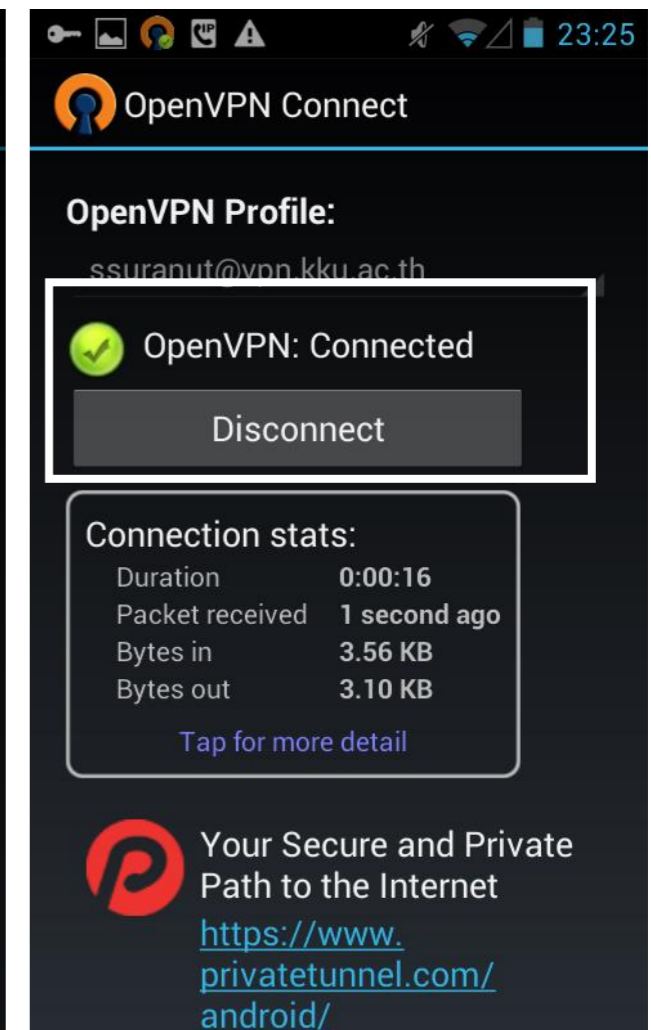 23:25
OpenVPN Connect
OpenVPN Profile:
ssuranut@vpn.kku.ac.th
OpenVPN: Connected
Disconnect
Connection stats:
Duration 0:00:16
Packet received 1 second ago
Bytes in 3.56 KB
Bytes out 3.10 KB
Tap for more detail
Your Secure and Private
Path to the Internet
https://www.
privatetunnel.com/
android/